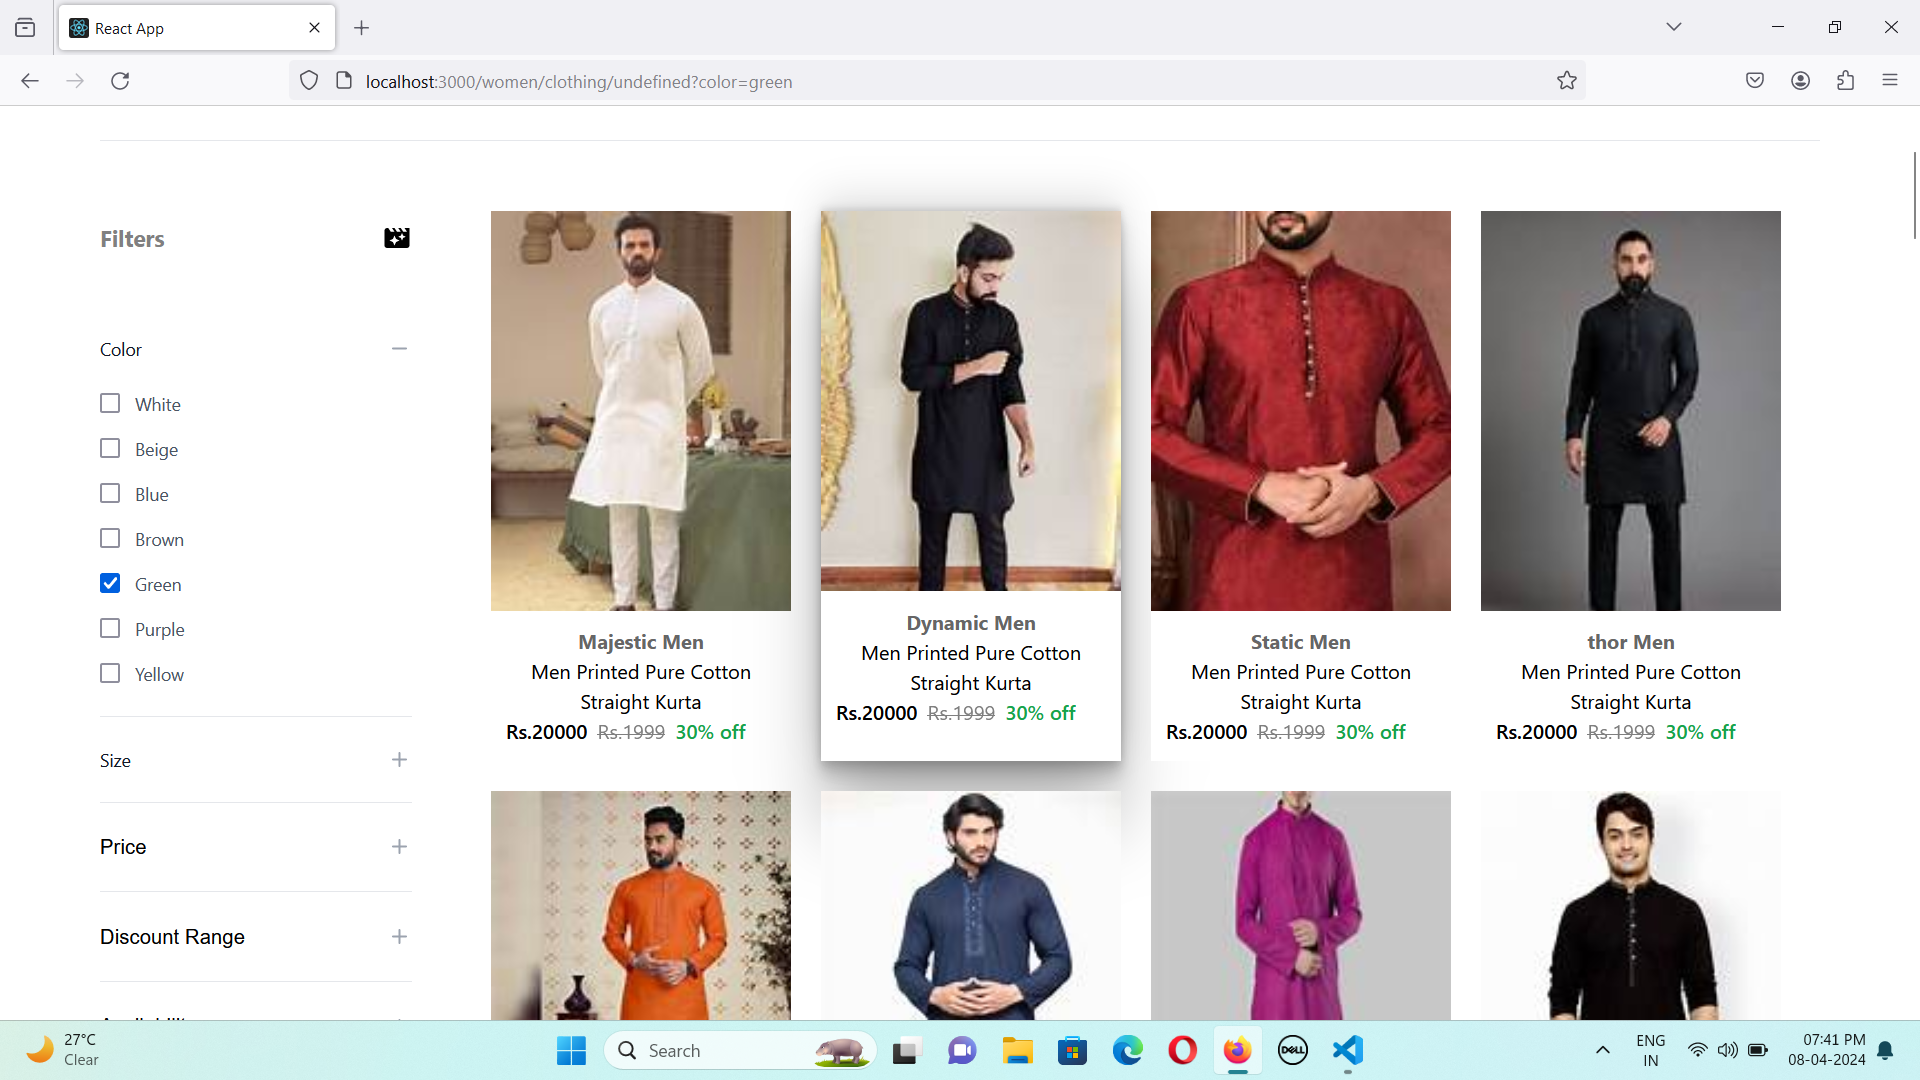 React App
localhost:3000/women/clothing/undefined?color=green
Filters
Color
White
Beige
Blue
Brown
Green
Purple
Yellow
Size
Price
Discount Range
Majestic Men
Men Printed Pure Cotton
Straight Kurta
Rs.20000 Rs.1999 30% off
Dynamic Men
Men Printed Pure Cotton
Straight Kurta
Rs.20000 Rs.1999 30% off
Static Men
Men Printed Pure Cotton
Straight Kurta
Rs.20000 Rs.1999 30% off
thor Men
Men Printed Pure Cotton
Straight Kurta
Rs.20000 Rs.1999 30% off
27°C
Clear
Search
DELL
ENG
IN
07:41 PM
08-04-2024